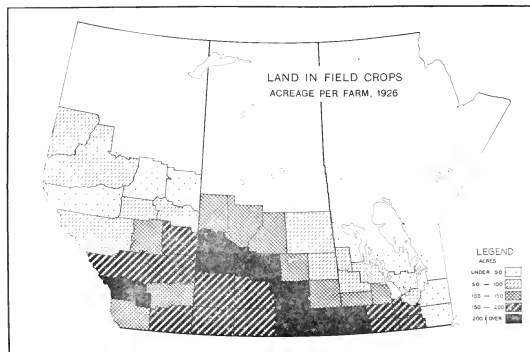 LAND IN FIELD CROPS
ACREAGE PER FARM, 1926
LEGEND
ACRES
UNDER 50
50 — 100
100 — 150
150 — 200
200 & OVER